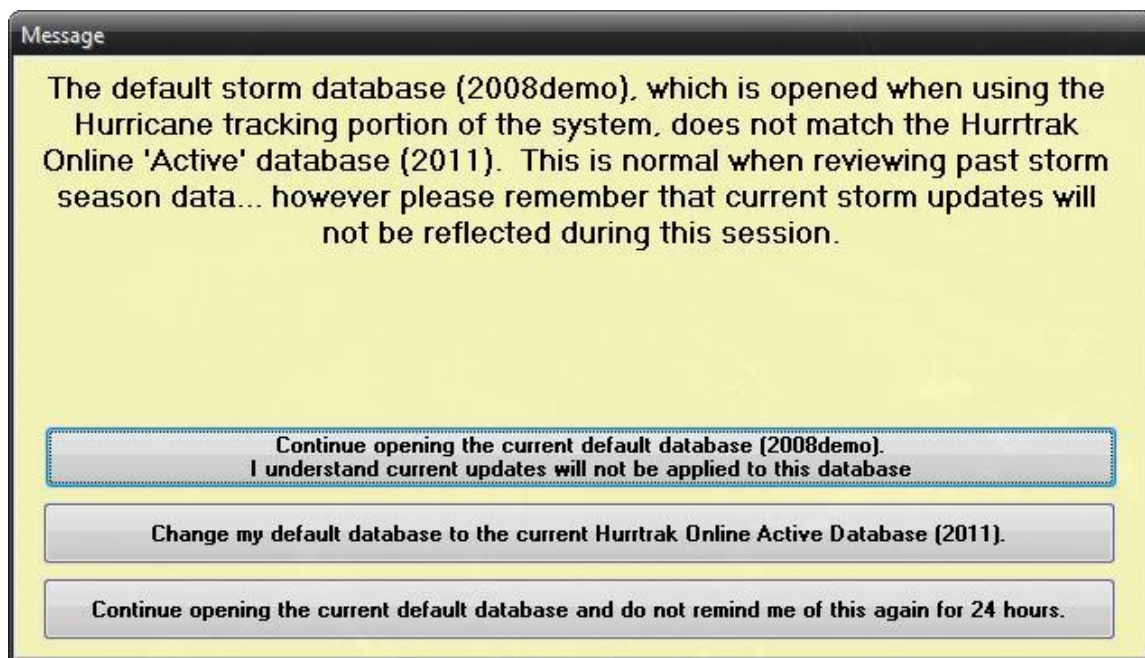 Message
The default storm database (2008demo), which is opened when using the
Hurricane tracking portion of the system, does not match the Hurrtrak
Online 'Active' database (2011).  This is normal when reviewing past storm
season data... however please remember that current storm updates will
not be reflected during this session.
Continue opening the current default database (2008demo).
I understand current updates will not be applied to this database
Change my default database to the current Hurrtrak Online Active Database (2011).
Continue opening the current default database and do not remind me of this again for 24 hours.